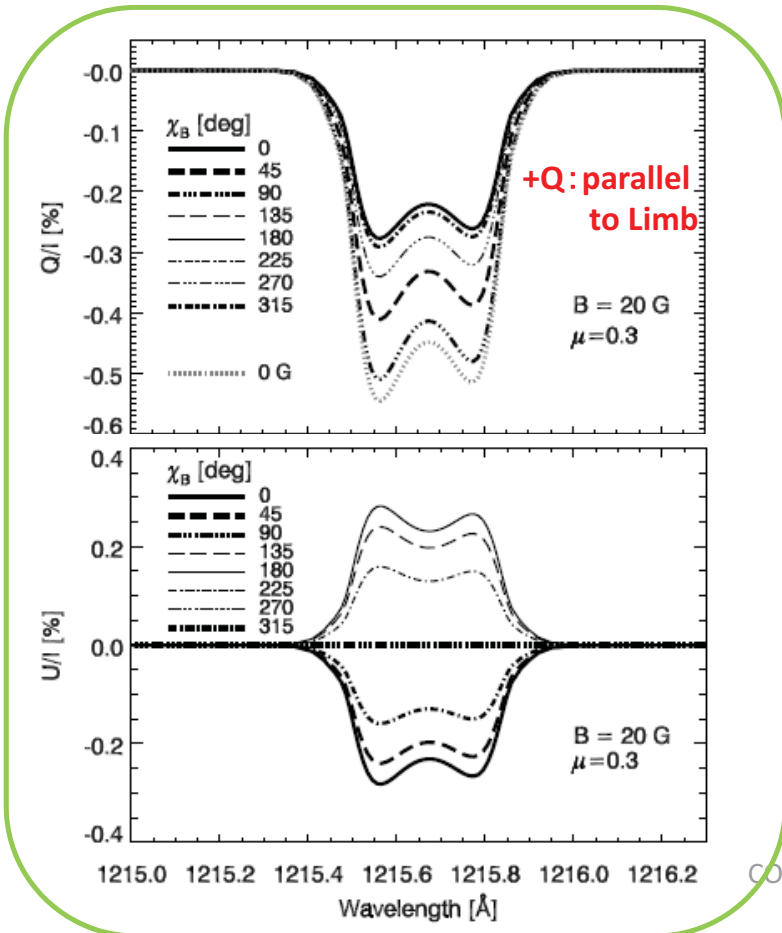 -0.0
-0.1
-0.2
-0.3
-0.4
-0.5
-0.6
Q/I [%]
χB [deg]
0
45
90
135
180
225
270
315
0 G
+Q: parallel
to Limb
B = 20 G
μ=0.3
0.4
0.2
0.0
-0.2
-0.4
U/I [%]
χB [deg]
0
45
90
135
180
225
270
315
B = 20 G
μ=0.3
1215.0 1215.2 1215.4 1215.6 1215.8 1216.0 1216.2
Wavelength [Å]
CO